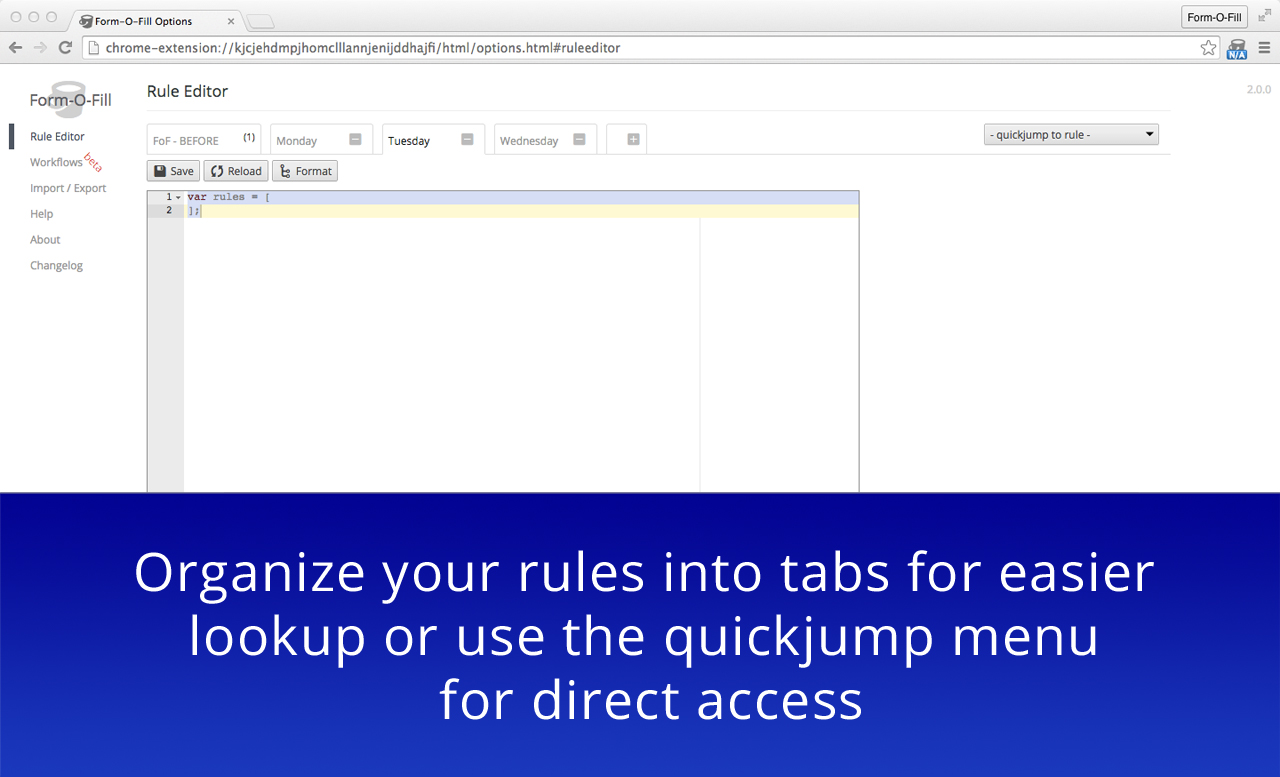 Form-O-Fill Options
Form-O-Fill
chrome-extension://kjcjehdmpjhomclllannjenijddhajfi/html/options.html#ruleeditor
N/A
Form-O-Fill
Rule Editor
2.0.0
Rule Editor
Workflows beta
Import / Export
Help
About
Changelog
FoF - BEFORE (1)
Monday
Tuesday
Wednesday
- quickjump to rule -
Save
Reload
Format
1 var rules = [
2 ];
Organize your rules into tabs for easier
lookup or use the quickjump menu
for direct access